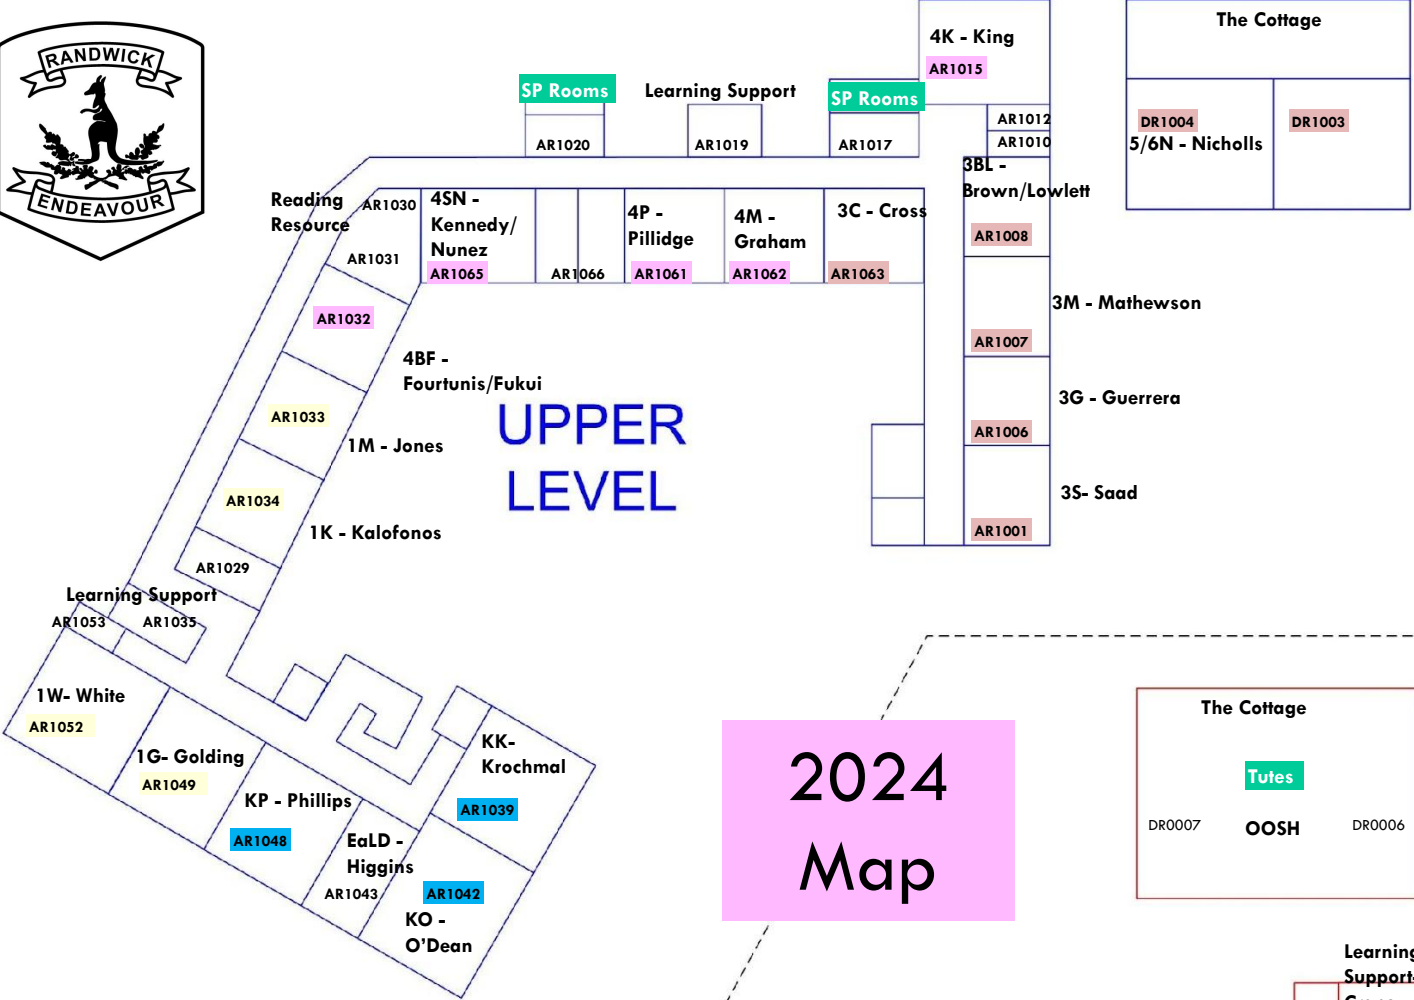 RANDWICK
ENDEAVOUR
4K - King
AR1015
The Cottage
SP Rooms
Learning Support
SP Rooms
AR1020
AR1019
AR1017
AR1012
AR1010
DR1004
5/6N - Nicholls
DR1003
3BL -
Brown/Lowlett
AR1008
Reading
Resource
AR1030
AR1031
4SN -
Kennedy/
Nunez
AR1065
AR1066
4P -
Pillidge
AR1061
4M -
Graham
AR1062
3C - Cross
AR1063
AR1032
3M - Mathewson
AR1007
4BF -
Fourtunis/Fukui
3G - Guerrera
AR1006
AR1033
1M - Jones
UPPER
LEVEL
AR1034
1K - Kalofonos
3S- Saad
AR1001
AR1029
Learning Support
AR1053
AR1035
1W- White
AR1052
1G- Golding
AR1049
KP - Phillips
AR1048
EaLD -
Higgins
AR1043
KK-
Krochmal
AR1039
AR1042
KO -
O'Dean
2024
Map
The Cottage
Tutes
DR0007
OOSH
DR0006
Learning
Support